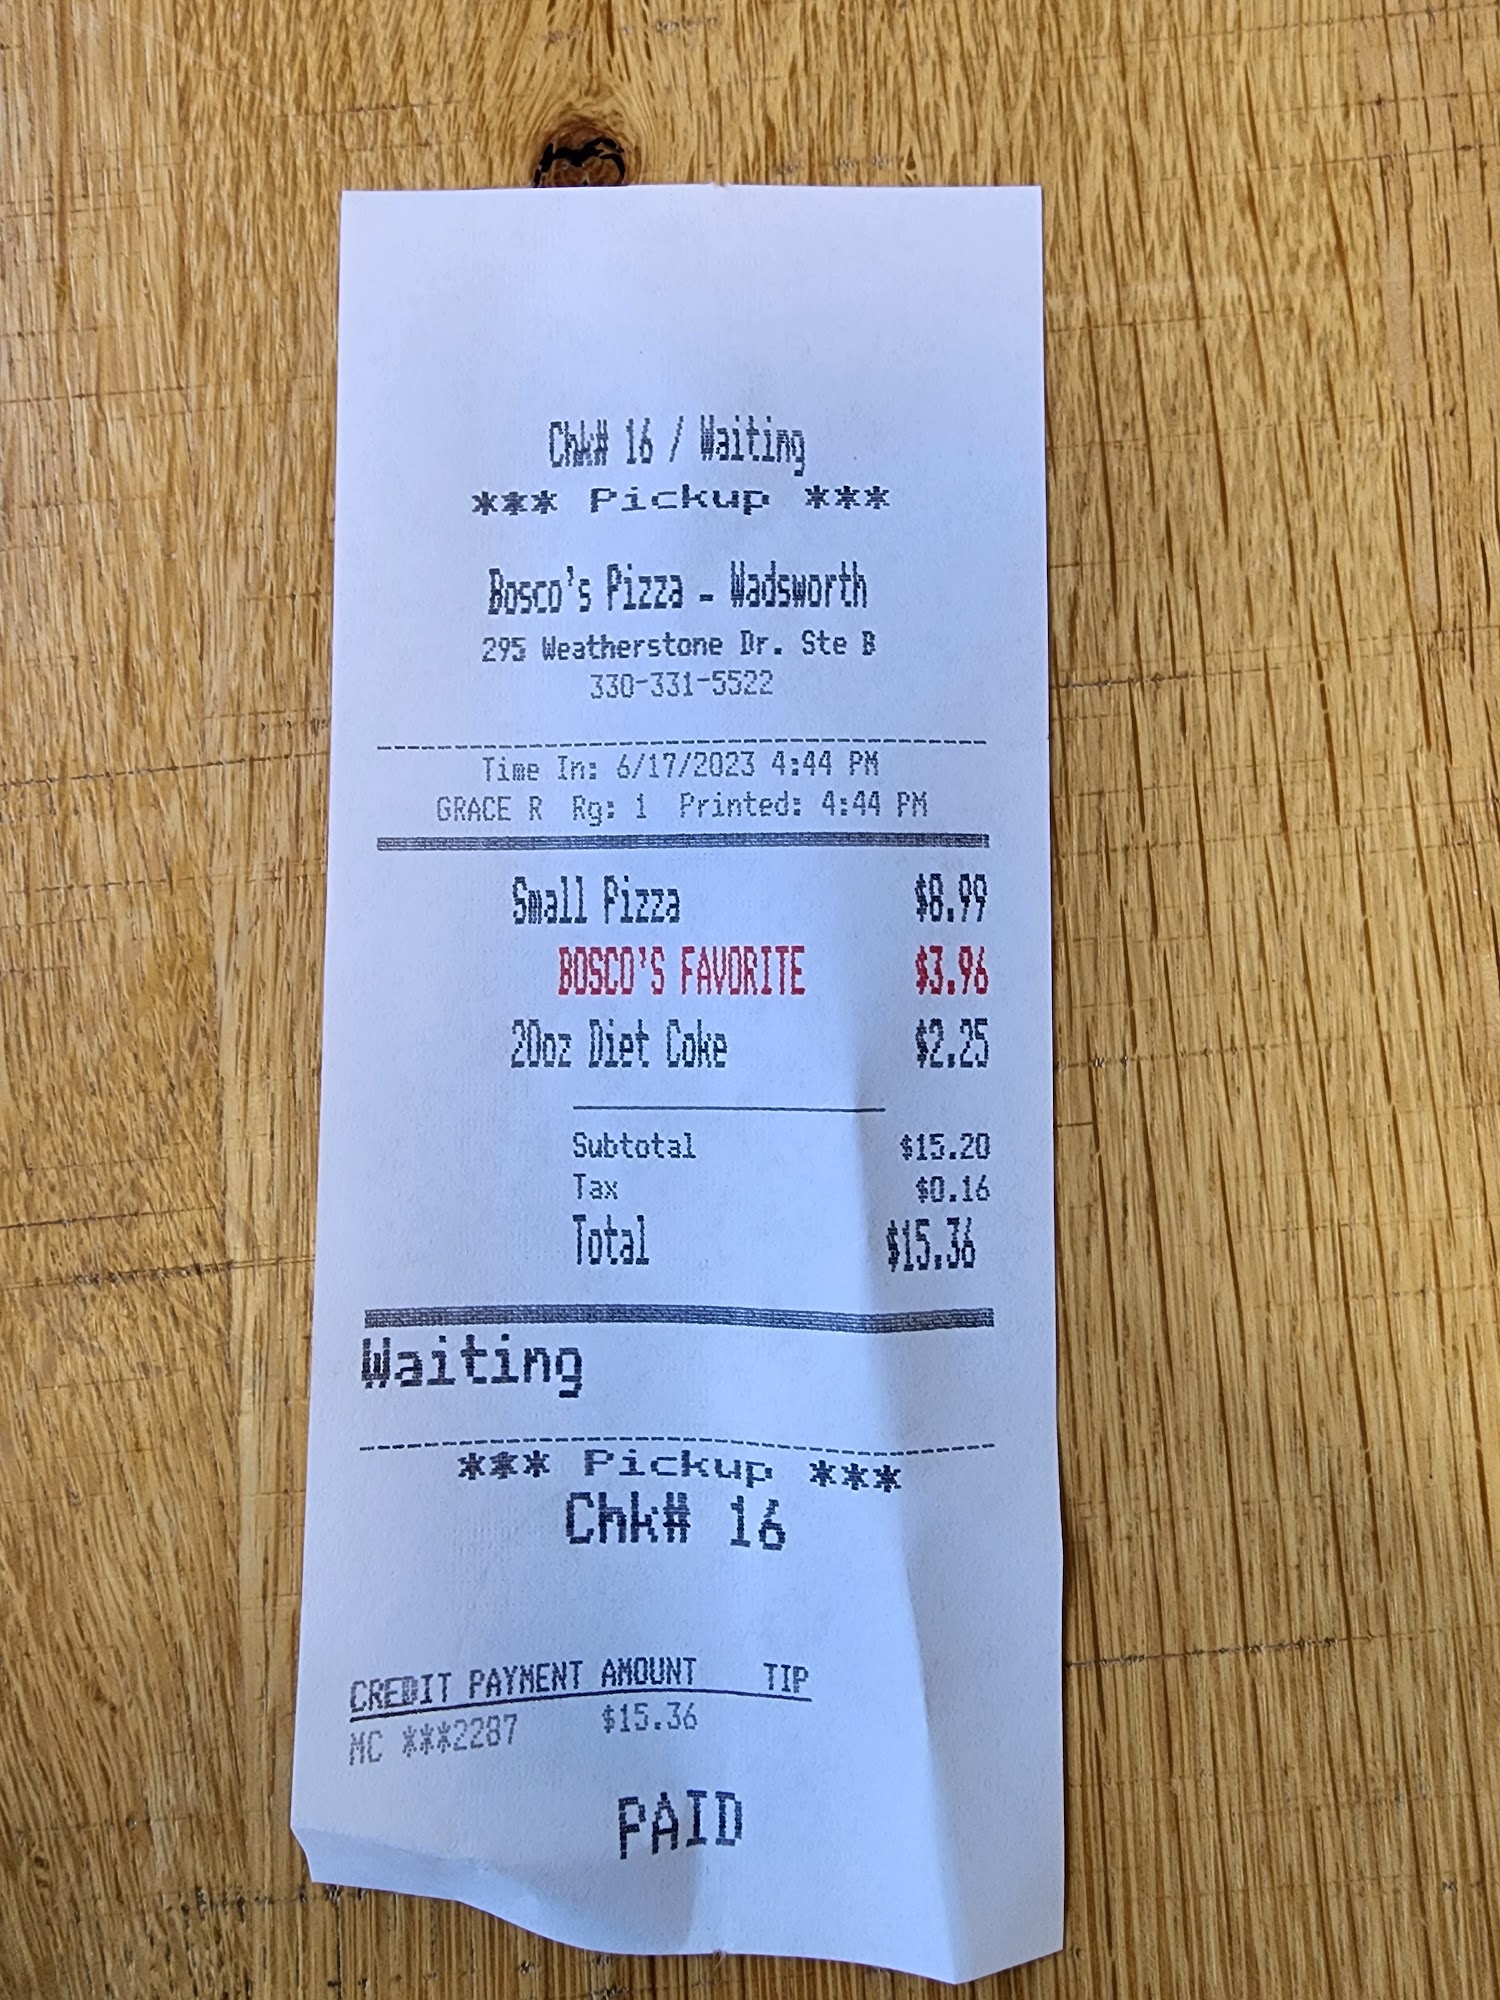 Chk# 16 / Waiting
*** Pickup ***
Bosco's Pizza - Wadsworth
295 Weatherstone Dr. Ste B
330-331-5522
Time In: 6/17/2023 4:44 PM
GRACE R Rg: 1 Printed: 4:44 PM
Small Pizza $8.99
BOSCO'S FAVORITE $3.96
20oz Diet Coke $2.25
Subtotal $15.20
Tax $0.16
Total $15.36
Waiting
*** Pickup ***
Chk# 16
CREDIT PAYMENT AMOUNT TIP
MC ***2287 $15.36
PAID